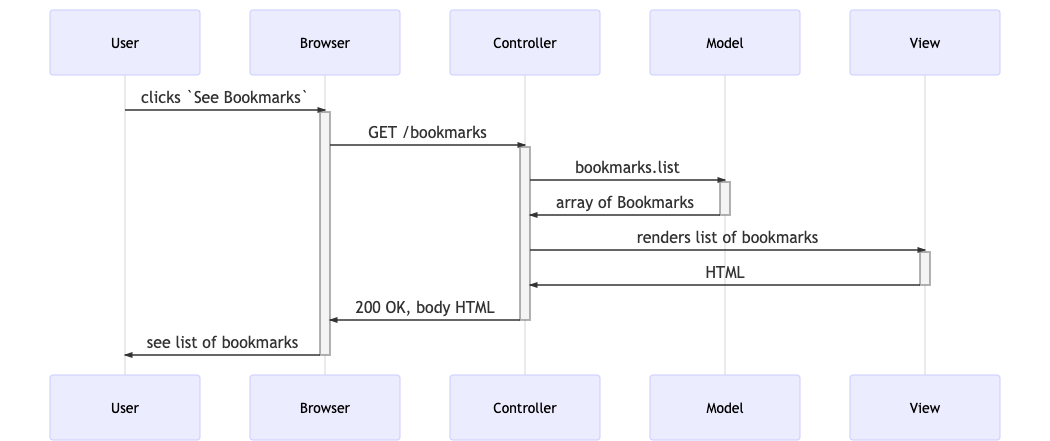 User
Browser
Controller
Model
View
clicks `See Bookmarks`
GET /bookmarks
bookmarks.list
array of Bookmarks
renders list of bookmarks
HTML
200 OK, body HTML
see list of bookmarks
User
Browser
Controller
Model
View